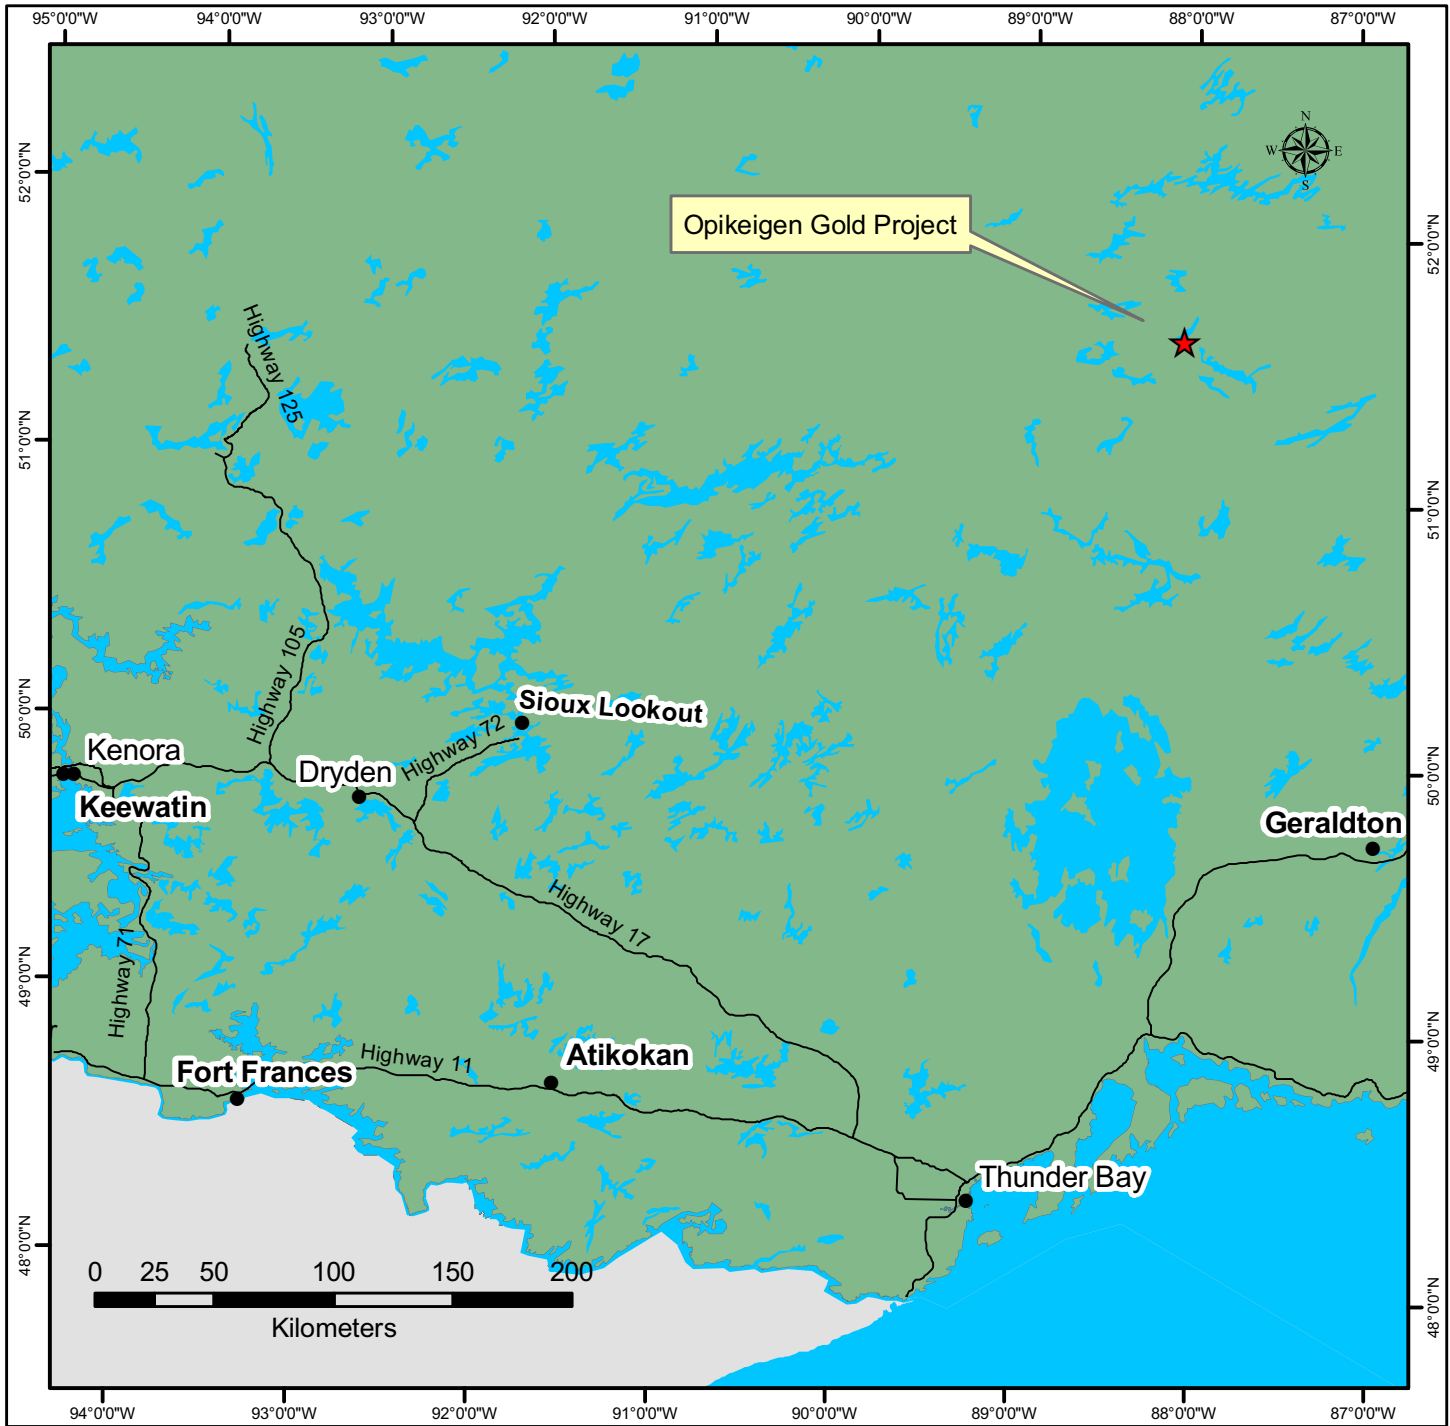 95°0'0"W 94°0'0"W 93°0'0"W 92°0'0"W 91°0'0"W 90°0'0"W 89°0'0"W 88°0'0"W 87°0'0"W
N
W E
S
52°0'0"N
52°0'0"N
Opikeigen Gold Project
Highway 125
51°0'0"N
51°0'0"N
Highway 105
50°0'0"N
50°0'0"N
Sioux Lookout
Highway 72
Kenora
Dryden
Keewatin
Geraldton
Highway 17
Highway 71
49°0'0"N
49°0'0"N
Highway 11
Atikokan
Fort Frances
Thunder Bay
48°0'0"N
48°0'0"N
0 25 50 100 150 200
Kilometers
94°0'0"W 93°0'0"W 92°0'0"W 91°0'0"W 90°0'0"W 89°0'0"W 88°0'0"W 87°0'0"W